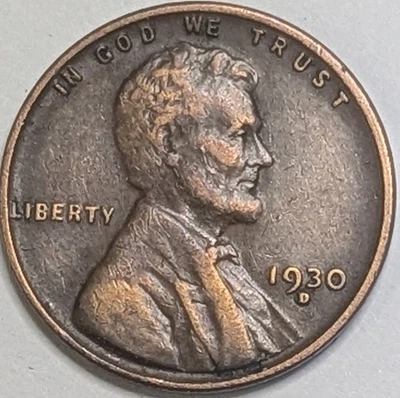 IN GOD WE TRUST
LIBERTY
1930
D